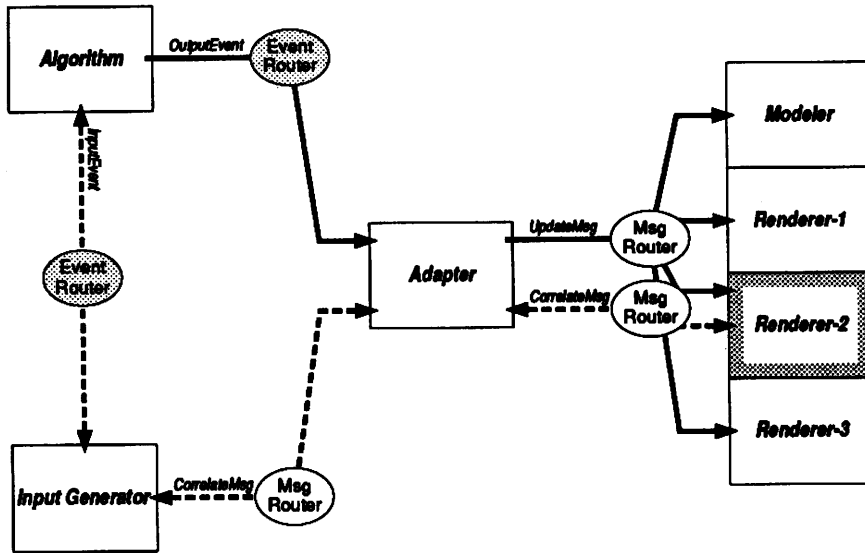 Algorithm
OutputEvent
Event
Router
InputEvent
Modeler
Renderer-1
UpdateMsg
Msg
Router
Event
Router
Adapter
CorrelateMsg
Msg
Router
Renderer-2
Renderer-3
Input Generator
CorrelateMsg
Msg
Router